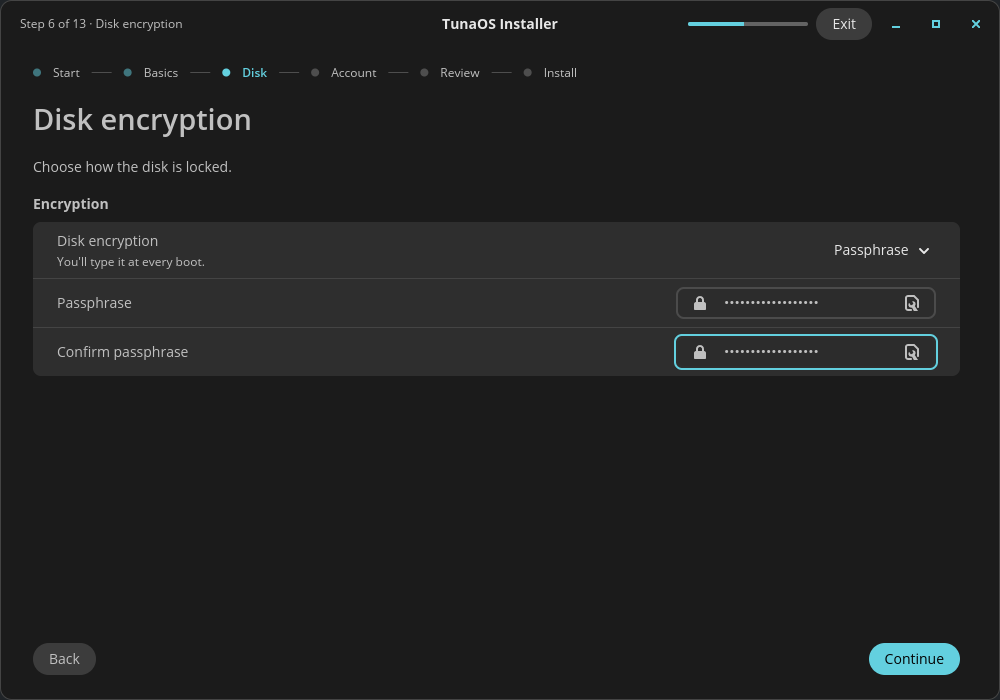 Step 6 of 13 · Disk encryption
TunaOS Installer
Exit
Start
Basics
Disk
Account
Review
Install
Disk encryption
Choose how the disk is locked.
Encryption
Disk encryption
You'll type it at every boot.
Passphrase
Passphrase
••••••••••••••••••
Confirm passphrase
••••••••••••••••••
Back
Continue